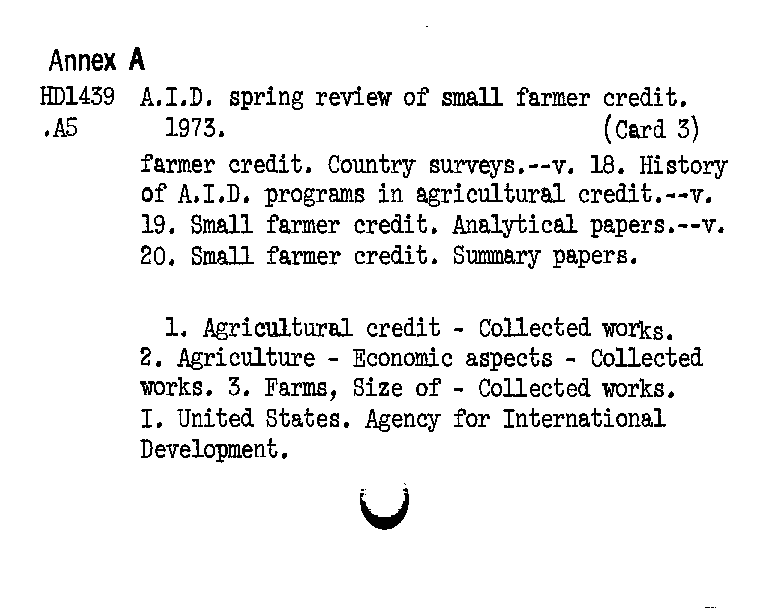 Annex A
HD1439 A.I.D. spring review of small farmer credit.
.A5 1973. (Card 3)
farmer credit. Country surveys.--v. 18. History
of A.I.D. programs in agricultural credit.--v.
19. Small farmer credit. Analytical papers.--v.
20. Small farmer credit. Summary papers.
1. Agricultural credit - Collected works.
2. Agriculture - Economic aspects - Collected
works. 3. Farms, Size of - Collected works.
I. United States. Agency for International
Development.